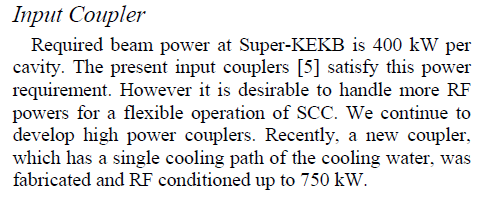 Input Coupler
Required beam power at Super-KEKB is 400 kW per
cavity. The present input couplers [5] satisfy this power
requirement. However it is desirable to handle more RF
powers for a flexible operation of SCC. We continue to
develop high power couplers. Recently, a new coupler,
which has a single cooling path of the cooling water, was
fabricated and RF conditioned up to 750 kW.